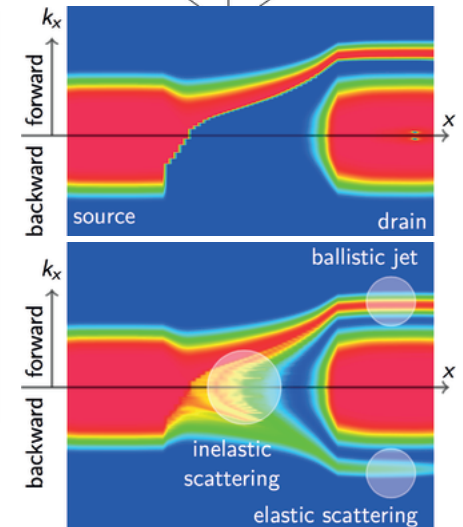 kₓ
forward
x
backward
source
drain
ballistic jet
kₓ
forward
x
backward
inelastic
scattering
elastic scattering